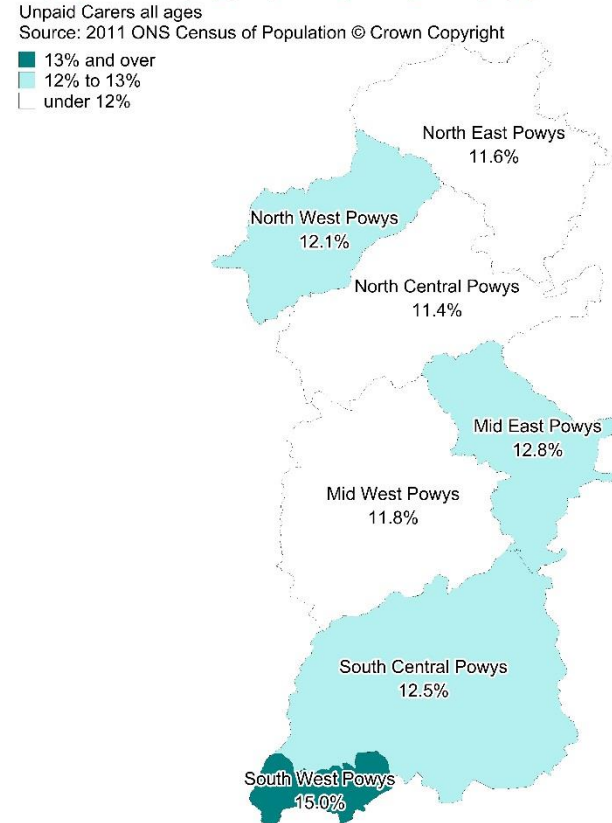 Unpaid Carers all ages
Source: 2011 ONS Census of Population © Crown Copyright
13% and over
12% to 13%
under 12%
North East Powys
11.6%
North West Powys
12.1%
North Central Powys
11.4%
Mid East Powys
12.8%
Mid West Powys
11.8%
South Central Powys
12.5%
South West Powys
15.0%